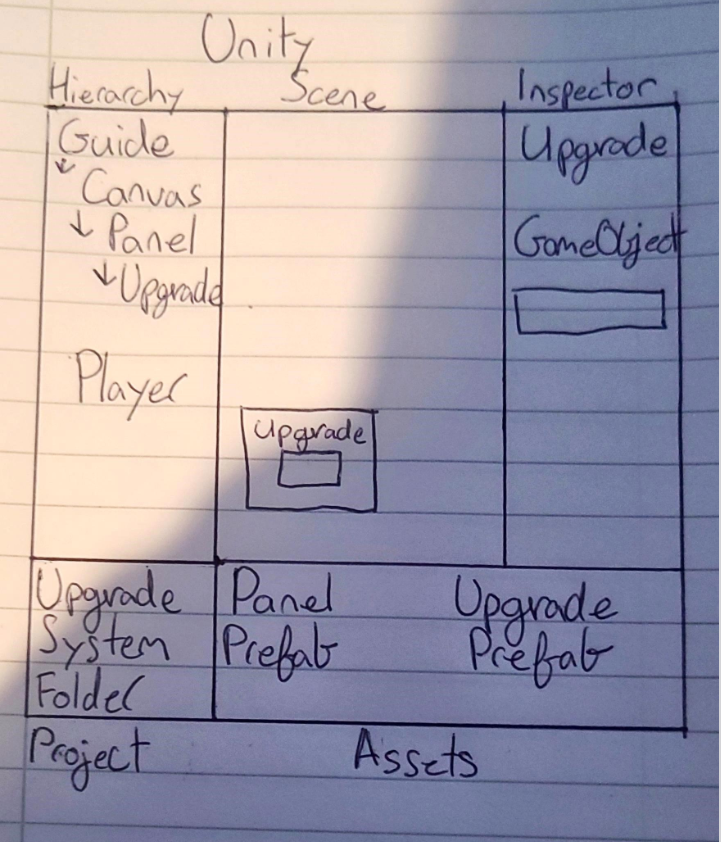 Unity
Hierarchy
Scene
Inspector
Guide
Canvas
Panel
Upgrade
Player
Upgrade
Upgrade
GameObject
Upgrade
System
Folder
Panel
Prefab
Upgrade
Prefab
Project
Assets